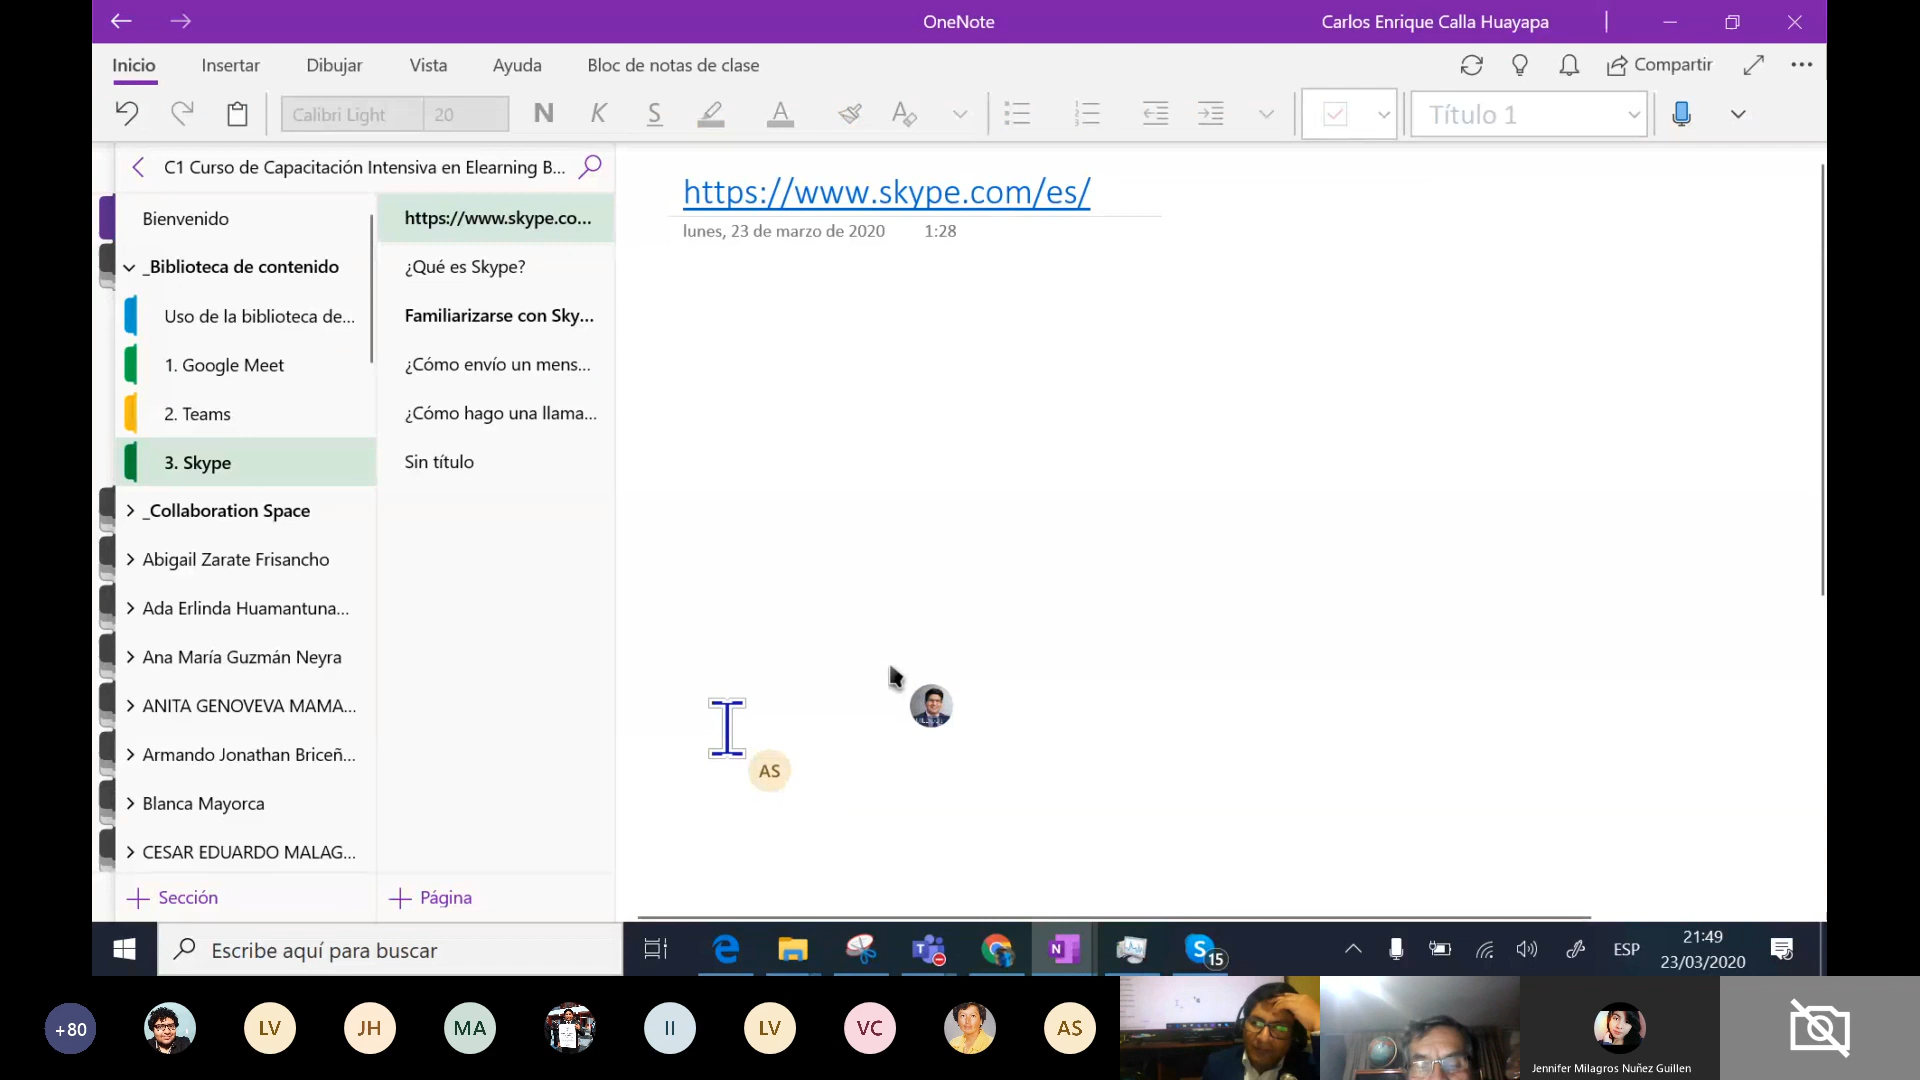 OneNote
Carlos Enrique Calla Huayapa
Inicio
Insertar
Dibujar
Vista
Ayuda
Bloc de notas de clase
Compartir
Calibri Light
20
N
K
S
A
A
Título 1
C1 Curso de Capacitación Intensiva en Elearning B...
Bienvenido
_Biblioteca de contenido
Uso de la biblioteca de...
1. Google Meet
2. Teams
3. Skype
_Collaboration Space
Abigail Zarate Frisancho
Ada Erlinda Huamantuna...
Ana María Guzmán Neyra
ANITA GENOVEVA MAMA...
Armando Jonathan Briceñ...
Blanca Mayorca
CESAR EDUARDO MALAG...
Sección
https://www.skype.co...
¿Qué es Skype?
Familiarizarse con Sky...
¿Cómo envío un mens...
¿Cómo hago una llama...
Sin título
Página
https://www.skype.com/es/
lunes, 23 de marzo de 2020
1:28
AS
Escribe aquí para buscar
15
ESP
21:49
23/03/2020
+80
LV
JH
MA
II
LV
VC
AS
Jennifer Milagros Nuñez Guillen